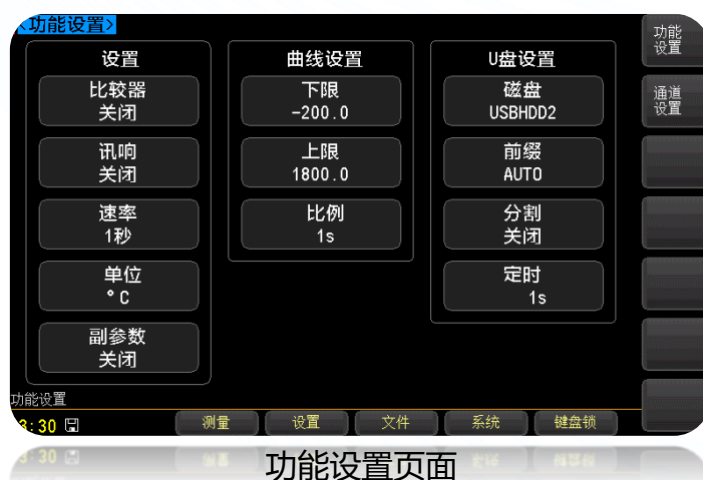 <功能设置>
设置
比较器
关闭
讯响
关闭
速率
1秒
单位
°C
副参数
关闭
曲线设置
下限
-200.0
上限
1800.0
比例
1s
U盘设置
磁盘
USBHDD2
前缀
AUTO
分割
关闭
定时
1s
功能
设置
通道
设置
功能设置
3:30
测量
设置
文件
系统
键盘锁
功能设置页面